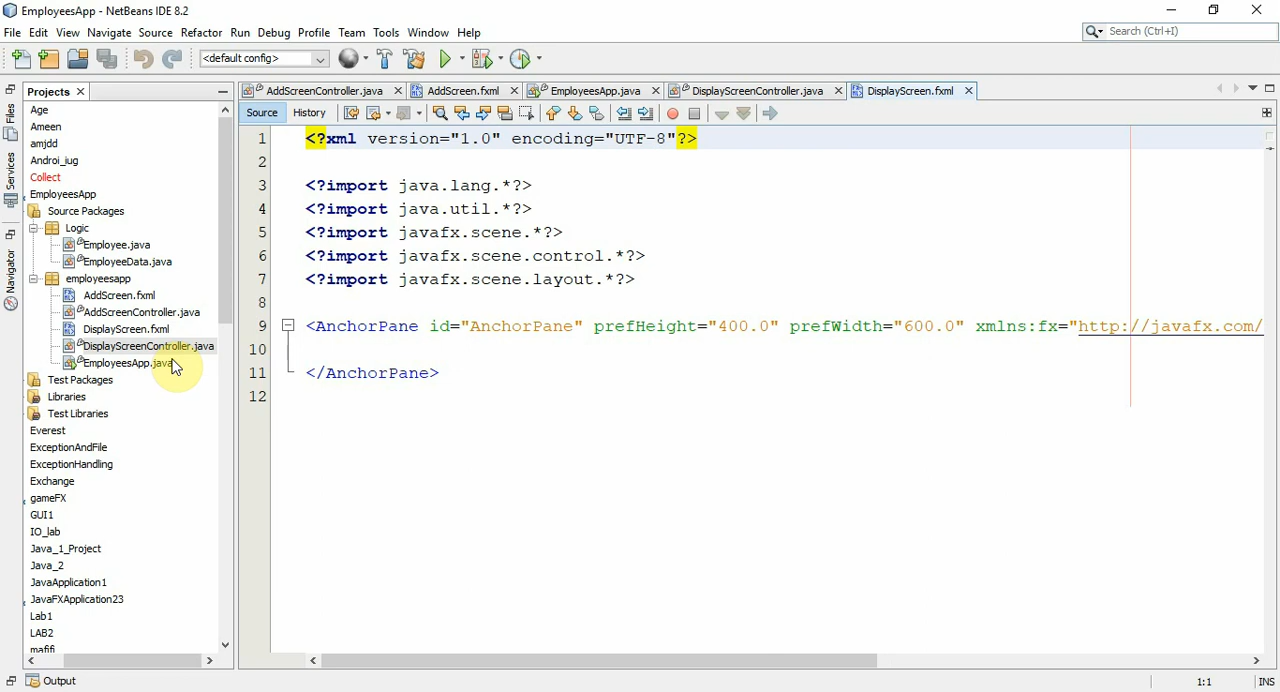 EmployeesApp - NetBeans IDE 8.2
File Edit View Navigate Source Refactor Run Debug Profile Team Tools Window Help
Search (Ctrl+I)
<default config>
Projects
AddScreenController.java
AddScreen.fxml
EmployeesApp.java
DisplayScreenController.java
DisplayScreen.fxml
Source History
Files
Services
Navigator
Age
Ameen
amjdd
Androi_iug
Collect
EmployeesApp
Source Packages
Logic
Employee.java
EmployeeData.java
employeesapp
AddScreen.fxml
AddScreenController.java
DisplayScreen.fxml
DisplayScreenController.java
EmployeesApp.java
Test Packages
Libraries
Test Libraries
Everest
ExceptionAndFile
ExceptionHandling
Exchange
gameFX
GUI1
IO_lab
Java_1_Project
Java_2
JavaApplication1
JavaFXApplication23
Lab1
LAB2
mafifi
1 <?xml version="1.0" encoding="UTF-8"?>
2
3 <?import java.lang.*?>
4 <?import java.util.*?>
5 <?import javafx.scene.*?>
6 <?import javafx.scene.control.*?>
7 <?import javafx.scene.layout.*?>
8
9 <AnchorPane id="AnchorPane" prefHeight="400.0" prefWidth="600.0" xmlns:fx="http://javafx.com/
10
11 </AnchorPane>
12
Output
1:1 INS